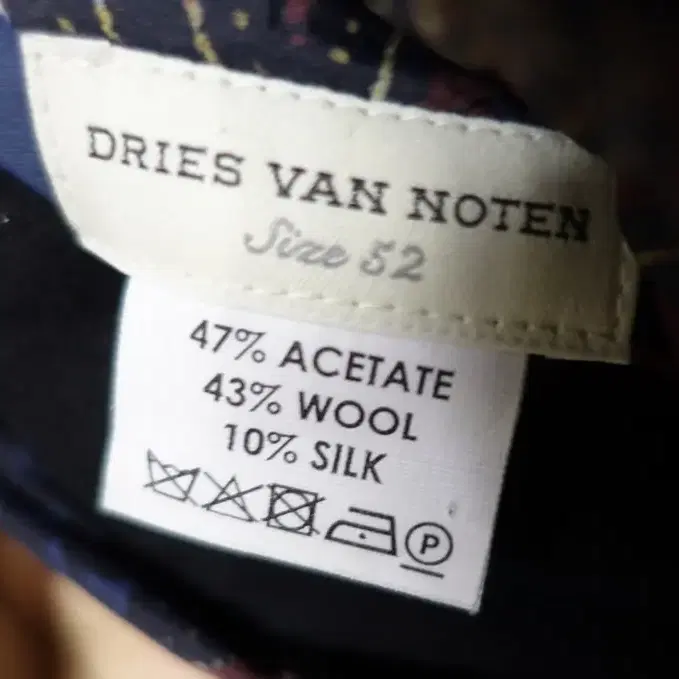 DRIES VAN NOTEN
Size 52
47% ACETATE
43% WOOL
10% SILK
P